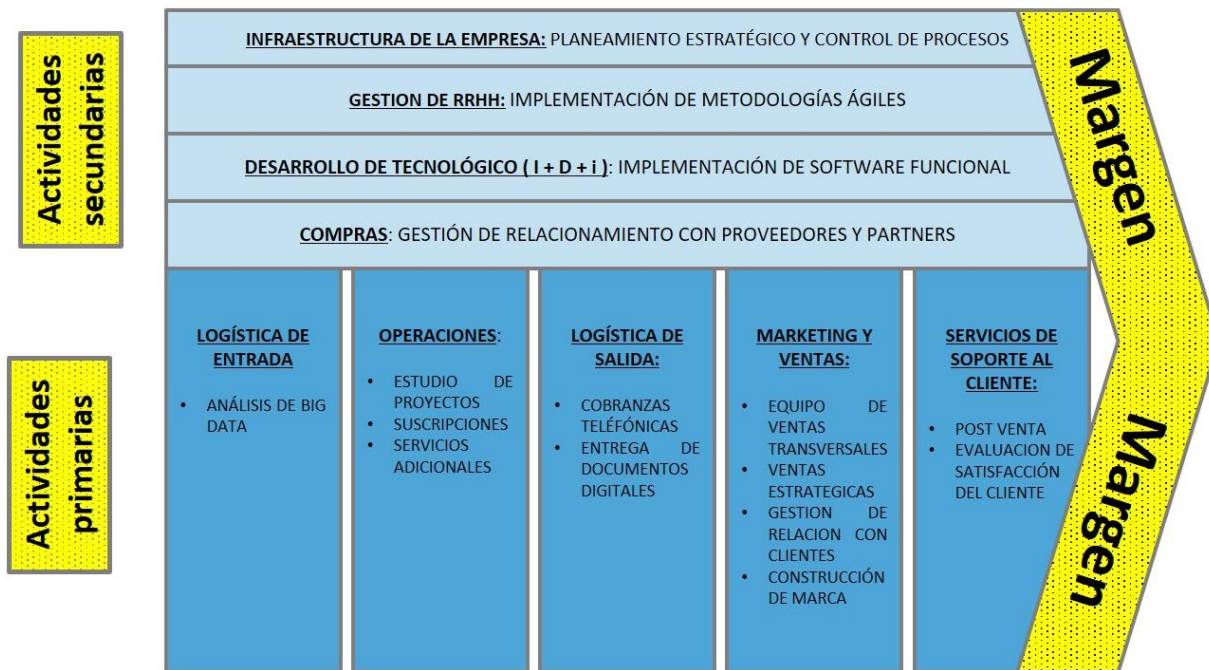 Actividades
secundarias
INFRAESTRUCTURA DE LA EMPRESA: PLANEAMIENTO ESTRATÉGICO Y CONTROL DE PROCESOS
GESTION DE RRHH: IMPLEMENTACIÓN DE METODOLOGÍAS ÁGILES
DESARROLLO DE TECNOLÓGICO ( I + D + i ): IMPLEMENTACIÓN DE SOFTWARE FUNCIONAL
COMPRAS: GESTIÓN DE RELACIONAMIENTO CON PROVEEDORES Y PARTNERS
Margen
Actividades
primarias
LOGÍSTICA DE
ENTRADA
• ANÁLISIS DE BIG
DATA
OPERACIONES:
• ESTUDIO DE
PROYECTOS
• SUSCRIPCIONES
• SERVICIOS
ADICIONALES
LOGÍSTICA DE
SALIDA:
• COBRANZAS
TELÉFÓNICAS
• ENTREGA DE
DOCUMENTOS
DIGITALES
MARKETING Y
VENTAS:
• EQUIPO DE
VENTAS
TRANSVERSALES
• VENTAS
ESTRATEGICAS
• GESTION DE
RELACION CON
CLIENTES
• CONSTRUCCIÓN
DE MARCA
SERVICIOS DE
SOPORTE AL
CLIENTE:
• POST VENTA
• EVALUACION DE
SATISFACCIÓN
DEL CLIENTE
Margen